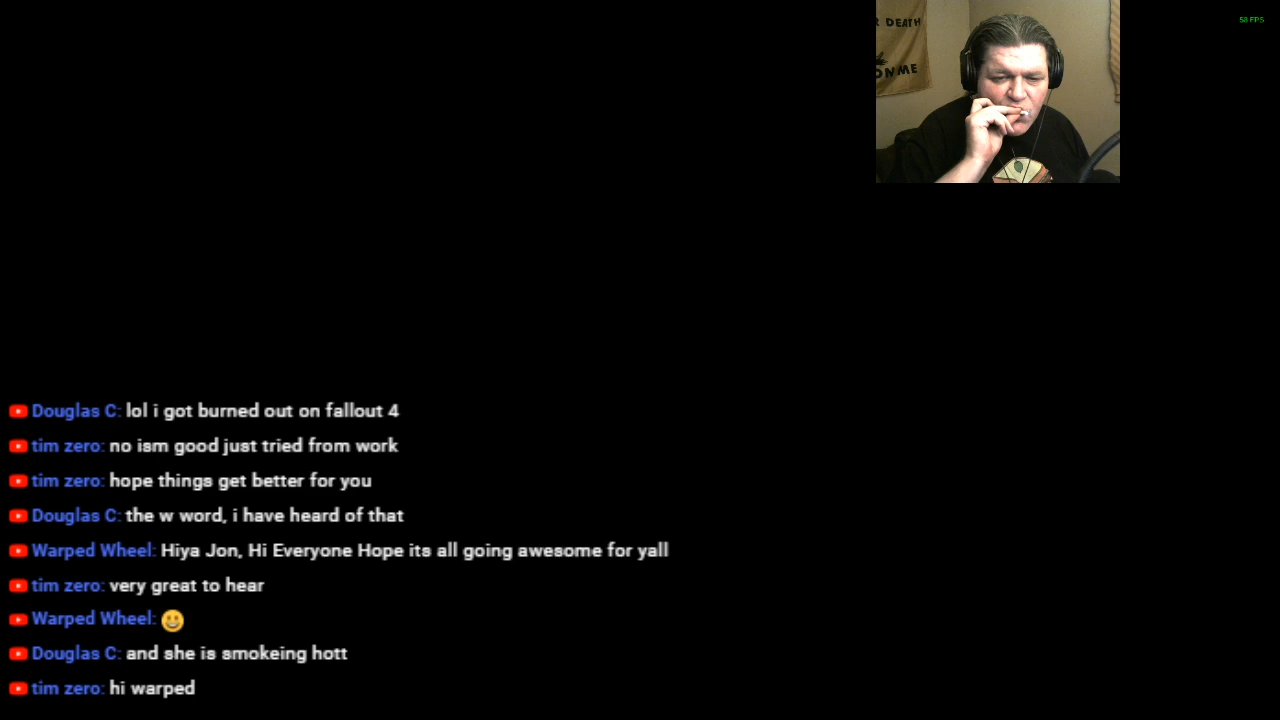 R DEATH
ON ME
58 FPS
Douglas C: lol i got burned out on fallout 4
tim zero: no ism good just tried from work
tim zero: hope things get better for you
Douglas C: the w word, i have heard of that
Warped Wheel: Hiya Jon, Hi Everyone Hope its all going awesome for yall
tim zero: very great to hear
Warped Wheel: 😀
Douglas C: and she is smokeing hott
tim zero: hi warped